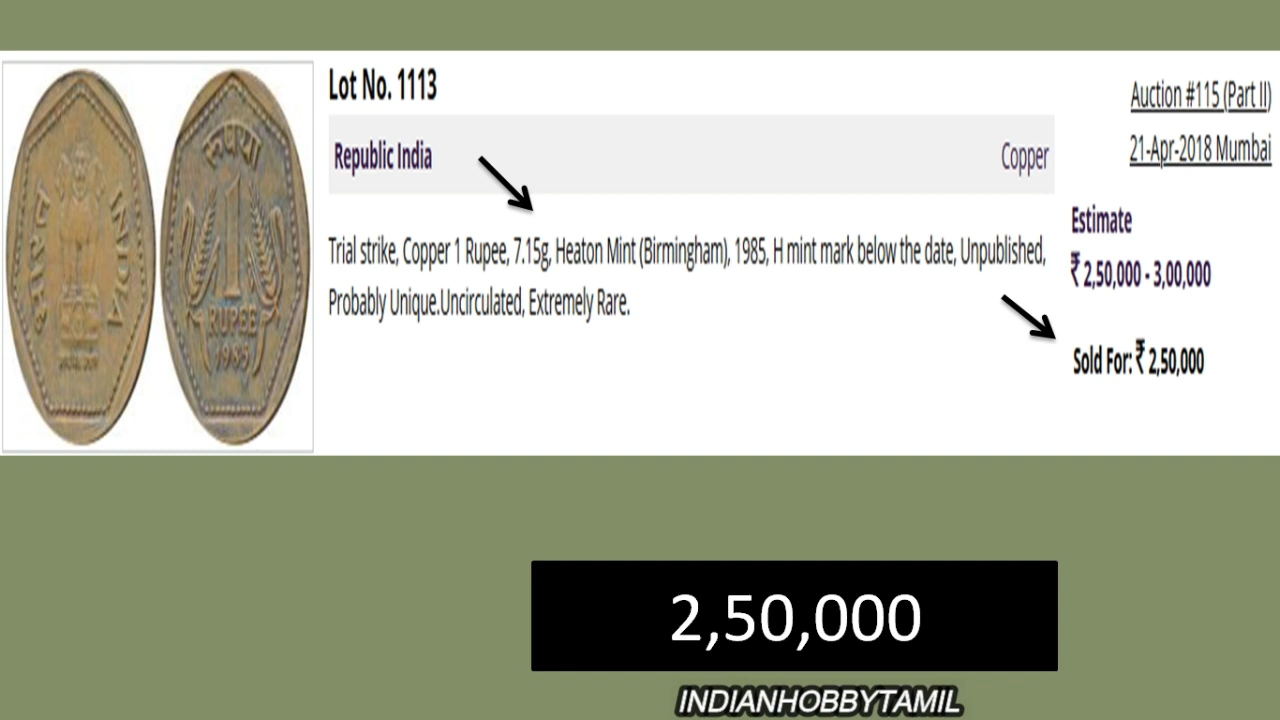 भारत
INDIA
रूपया
1
RUPEE
1985
Lot No. 1113
Republic India
Copper
Trial strike, Copper 1 Rupee, 7.15g, Heaton Mint (Birmingham), 1985, H mint mark below the date, Unpublished,
Probably Unique.Uncirculated, Extremely Rare.
Auction #115 (Part II)
21-Apr-2018 Mumbai
Estimate
₹ 2,50,000 - 3,00,000
Sold For: ₹ 2,50,000
2,50,000
INDIANHOBBYTAMIL